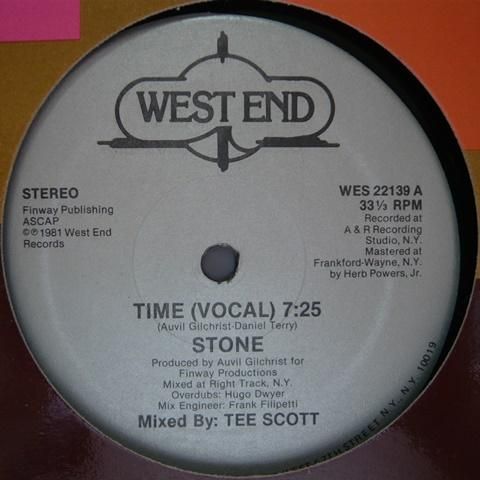 WEST END
STEREO
Finway Publishing
ASCAP
©℗ 1981 West End
Records
WES 22139 A
33⅓ RPM
Recorded at
A & R Recording
Studio, N.Y.
Mastered at
Frankford-Wayne, N.Y.
by Herb Powers, Jr.
TIME (VOCAL) 7:25
(Auvil Gilchrist-Daniel Terry)
STONE
Produced by Auvil Gilchrist for
Finway Productions
Mixed at Right Track, N.Y.
Overdubs: Hugo Dwyer
Mix Engineer: Frank Filipetti
Mixed By: TEE SCOTT
57TH STREET N.Y., N.Y. 10019